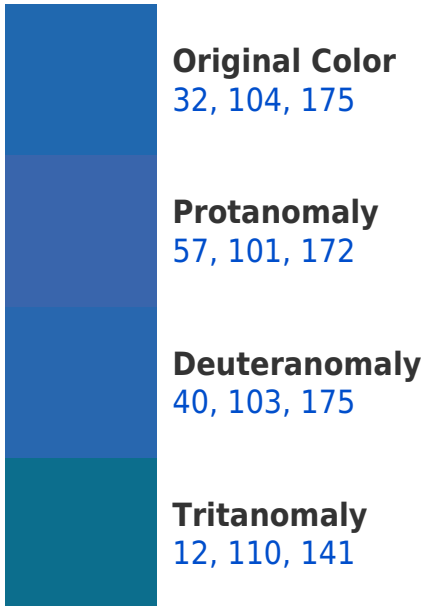 Original Color
32, 104, 175
Protanomaly
57, 101, 172
Deuteranomaly
40, 103, 175
Tritanomaly
12, 110, 141